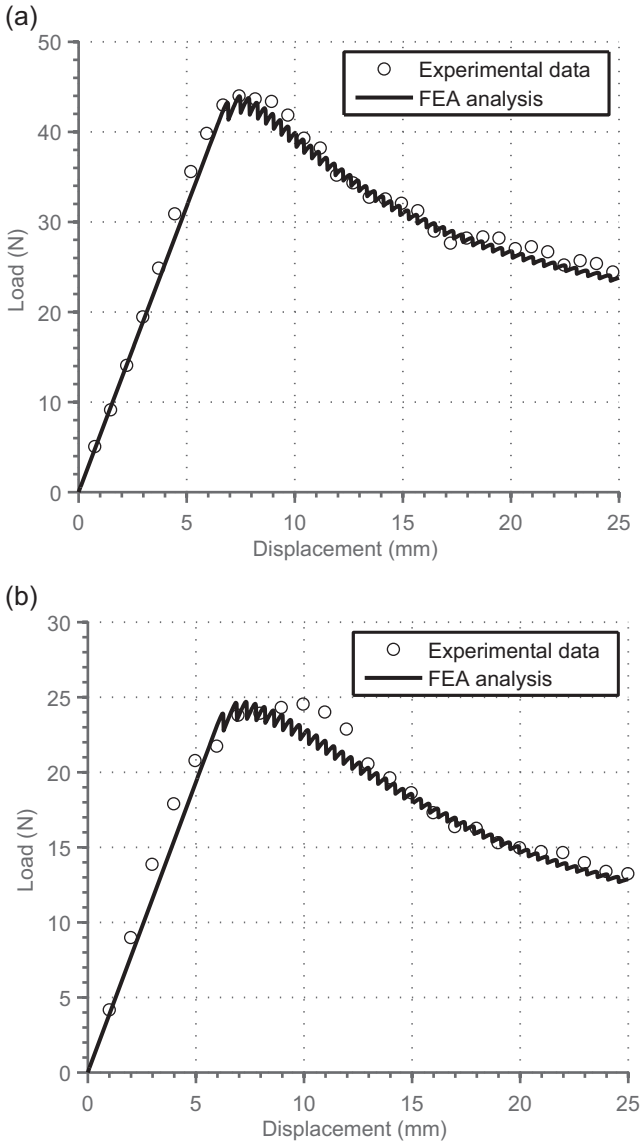 (a)
50
40
30
20
10
0
Load (N)
Experimental data
FEA analysis
0 5 10 15 20 25
Displacement (mm)
(b)
30
25
20
15
10
5
0
Load (N)
Experimental data
FEA analysis
0 5 10 15 20 25
Displacement (mm)